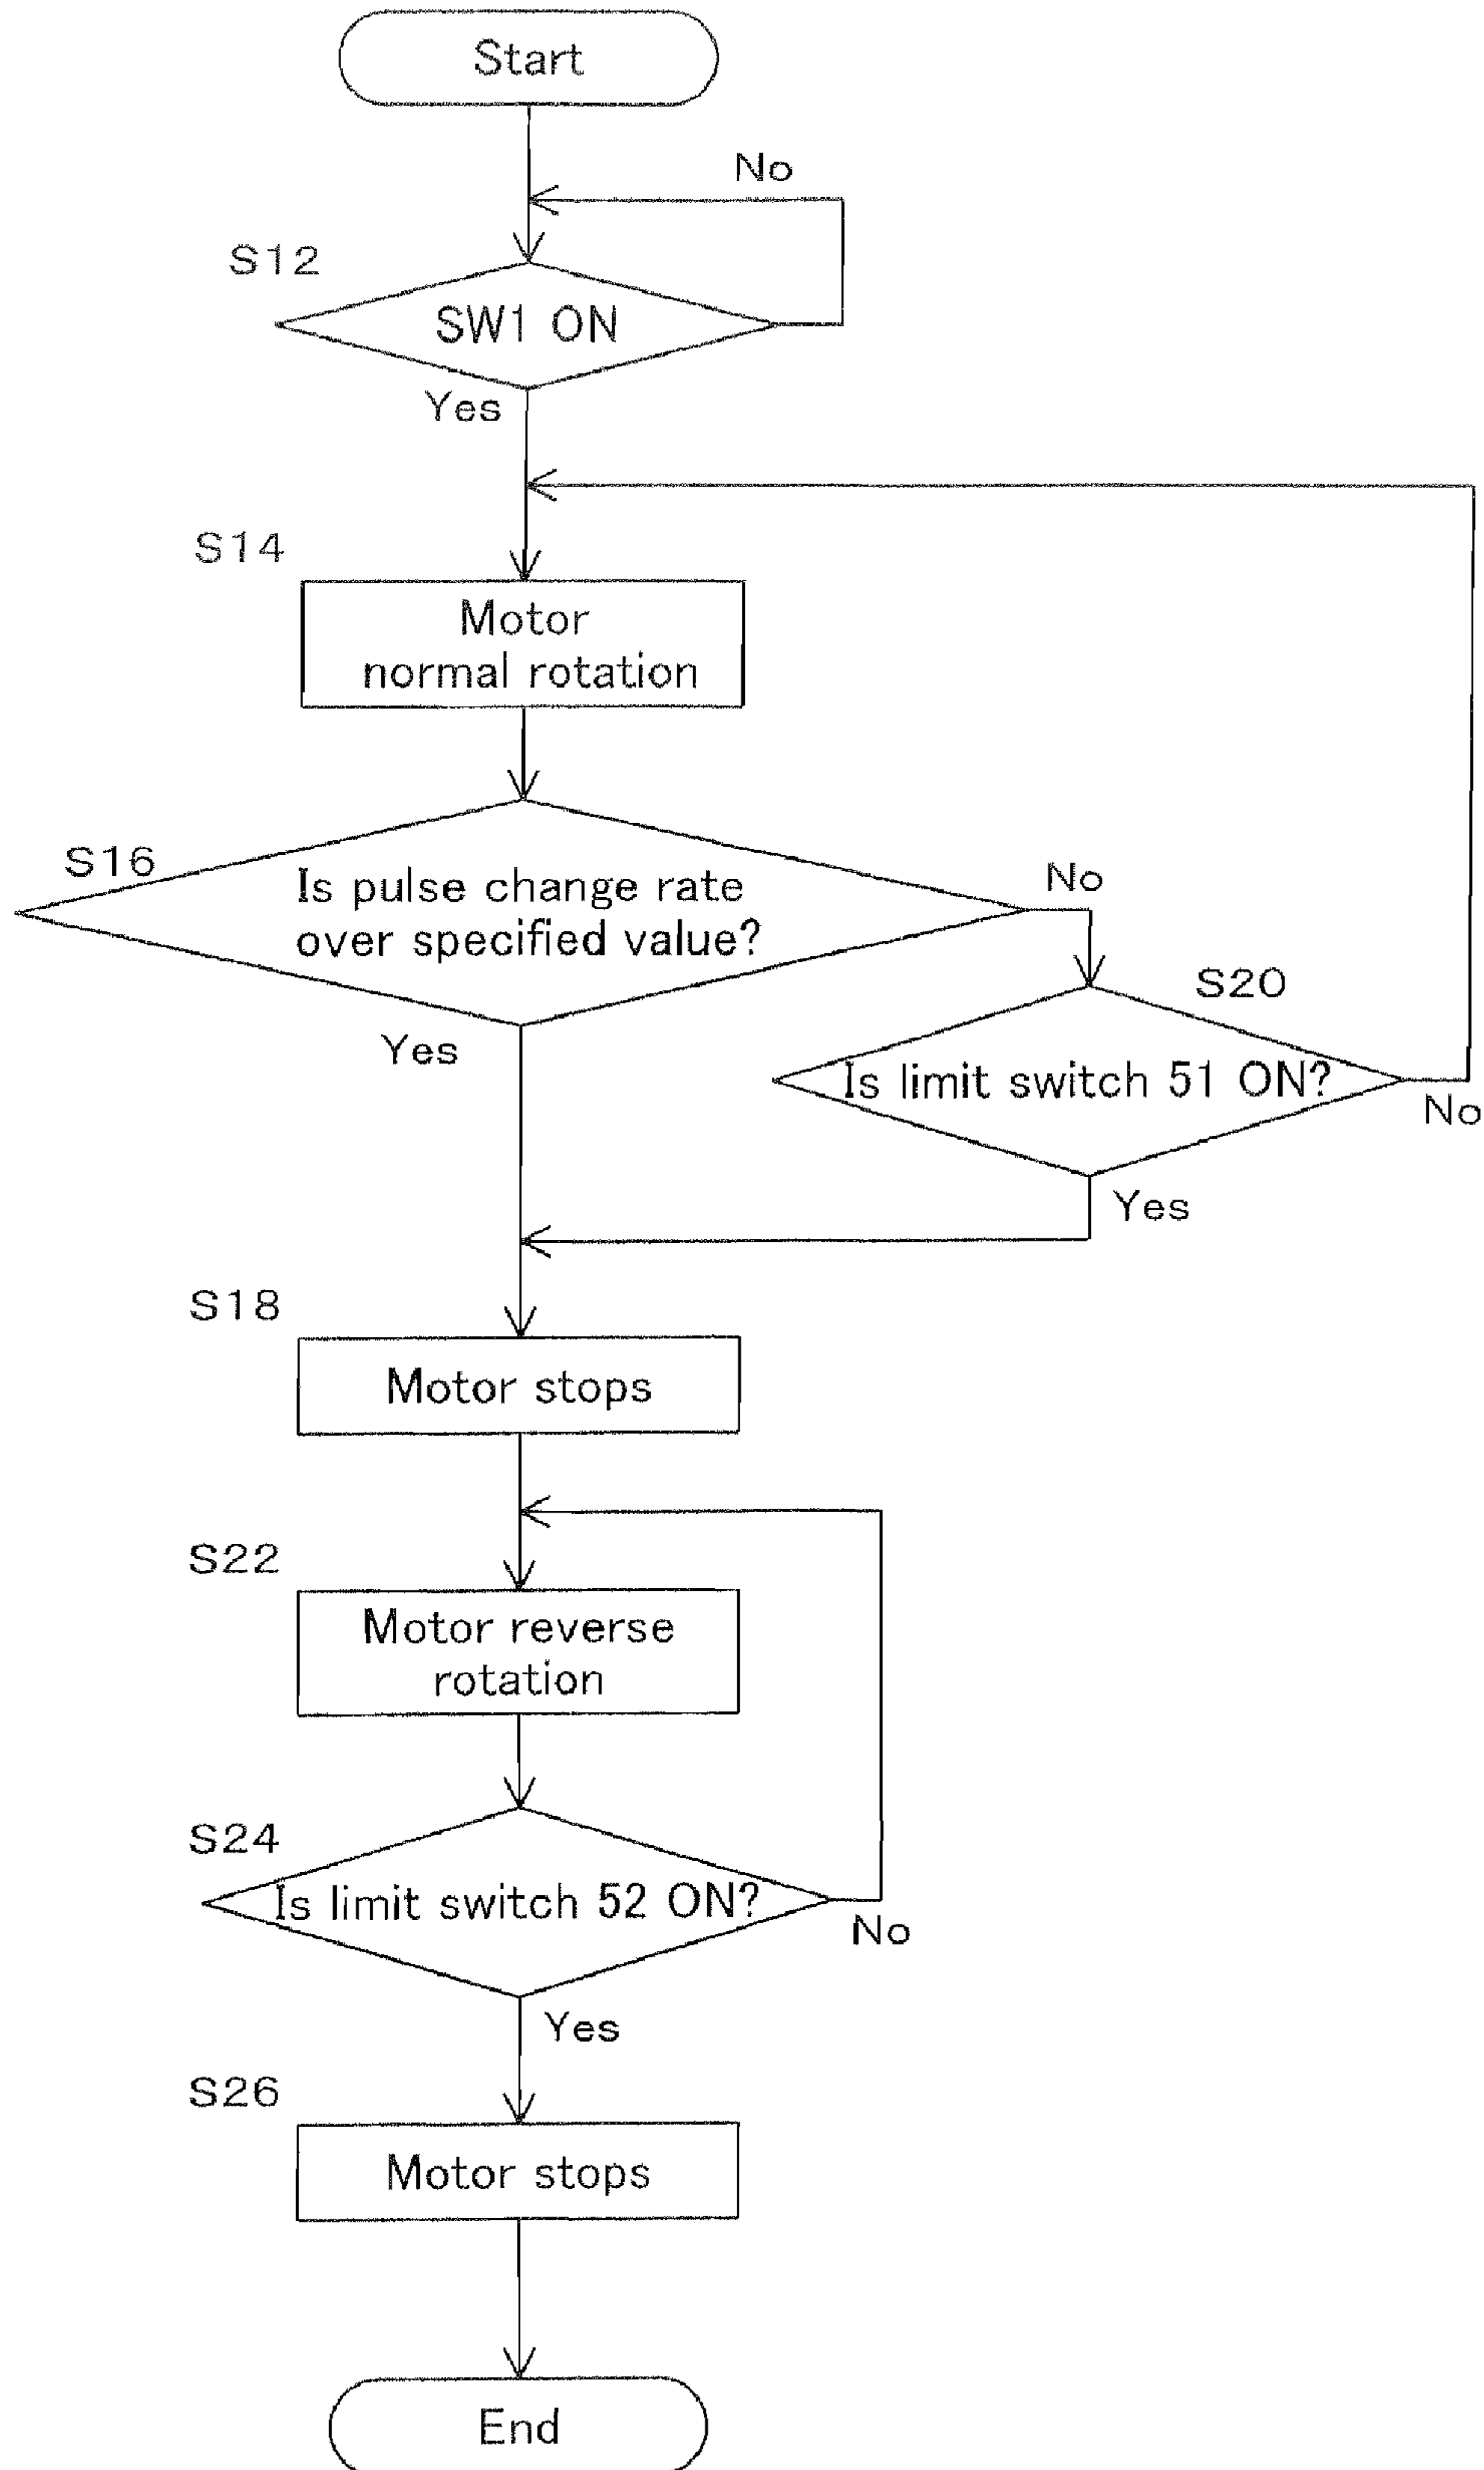 Start
No
S12
SW1 ON
Yes
S14
Motor
normal rotation
S16
Is pulse change rate
over specified value?
No
Yes
S20
Is limit switch 51 ON?
No
Yes
S18
Motor stops
S22
Motor reverse
rotation
S24
Is limit switch 52 ON?
No
Yes
S26
Motor stops
End